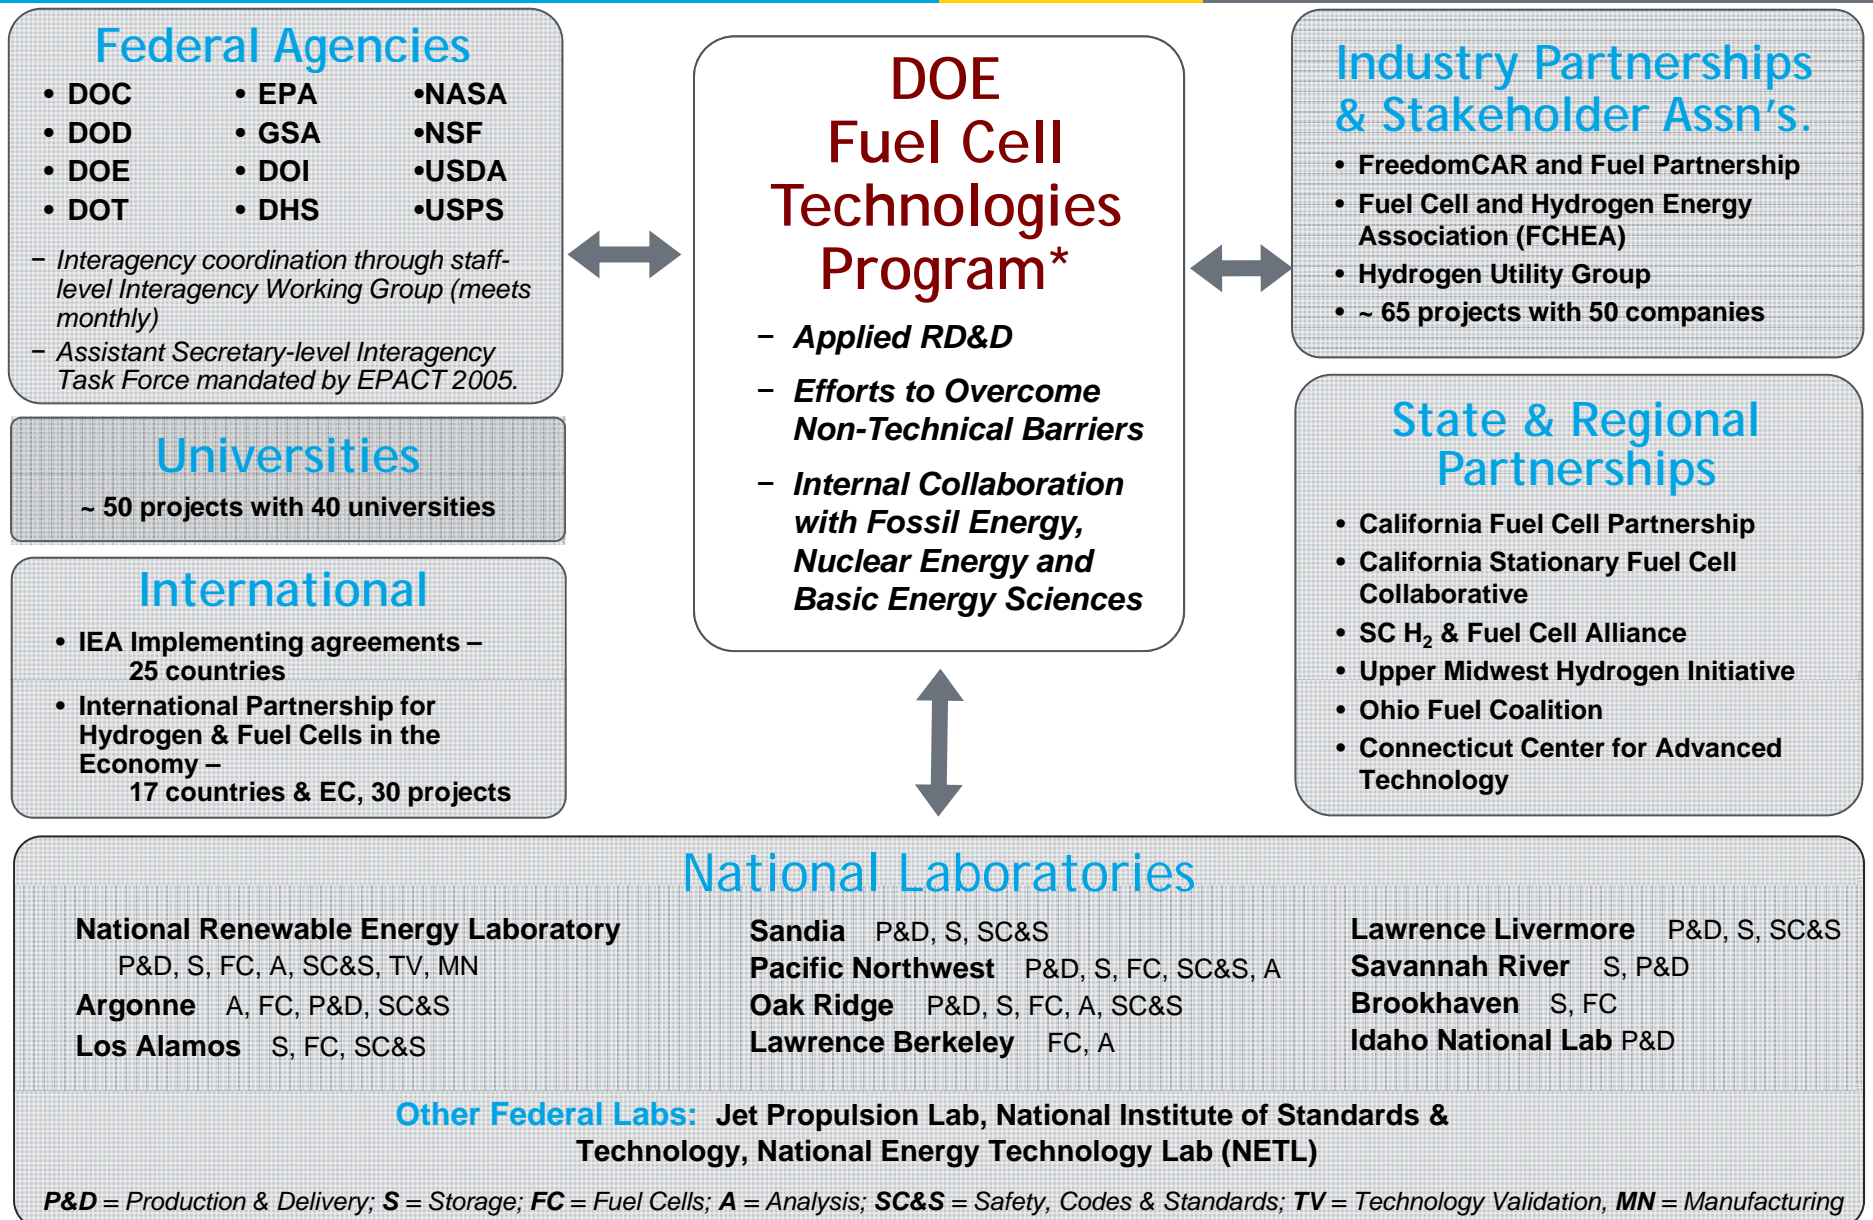 Federal Agencies
• DOC • EPA •NASA
• DOD • GSA •NSF
• DOE • DOI •USDA
• DOT • DHS •USPS
– Interagency coordination through staff-
level Interagency Working Group (meets
monthly)
– Assistant Secretary-level Interagency
Task Force mandated by EPACT 2005.
Universities
~ 50 projects with 40 universities
International
• IEA Implementing agreements –
25 countries
• International Partnership for
Hydrogen & Fuel Cells in the
Economy –
17 countries & EC, 30 projects
DOE
Fuel Cell
Technologies
Program*
– Applied RD&D
– Efforts to Overcome
Non-Technical Barriers
– Internal Collaboration
with Fossil Energy,
Nuclear Energy and
Basic Energy Sciences
Industry Partnerships
& Stakeholder Assn's.
• FreedomCAR and Fuel Partnership
• Fuel Cell and Hydrogen Energy
Association (FCHEA)
• Hydrogen Utility Group
• ~ 65 projects with 50 companies
State & Regional
Partnerships
• California Fuel Cell Partnership
• California Stationary Fuel Cell
Collaborative
• SC H₂ & Fuel Cell Alliance
• Upper Midwest Hydrogen Initiative
• Ohio Fuel Coalition
• Connecticut Center for Advanced
Technology
National Laboratories
National Renewable Energy Laboratory
P&D, S, FC, A, SC&S, TV, MN
Argonne A, FC, P&D, SC&S
Los Alamos S, FC, SC&S
Sandia P&D, S, SC&S
Pacific Northwest P&D, S, FC, SC&S, A
Oak Ridge P&D, S, FC, A, SC&S
Lawrence Berkeley FC, A
Lawrence Livermore P&D, S, SC&S
Savannah River S, P&D
Brookhaven S, FC
Idaho National Lab P&D
Other Federal Labs: Jet Propulsion Lab, National Institute of Standards &
Technology, National Energy Technology Lab (NETL)
P&D = Production & Delivery; S = Storage; FC = Fuel Cells; A = Analysis; SC&S = Safety, Codes & Standards; TV = Technology Validation, MN = Manufacturing